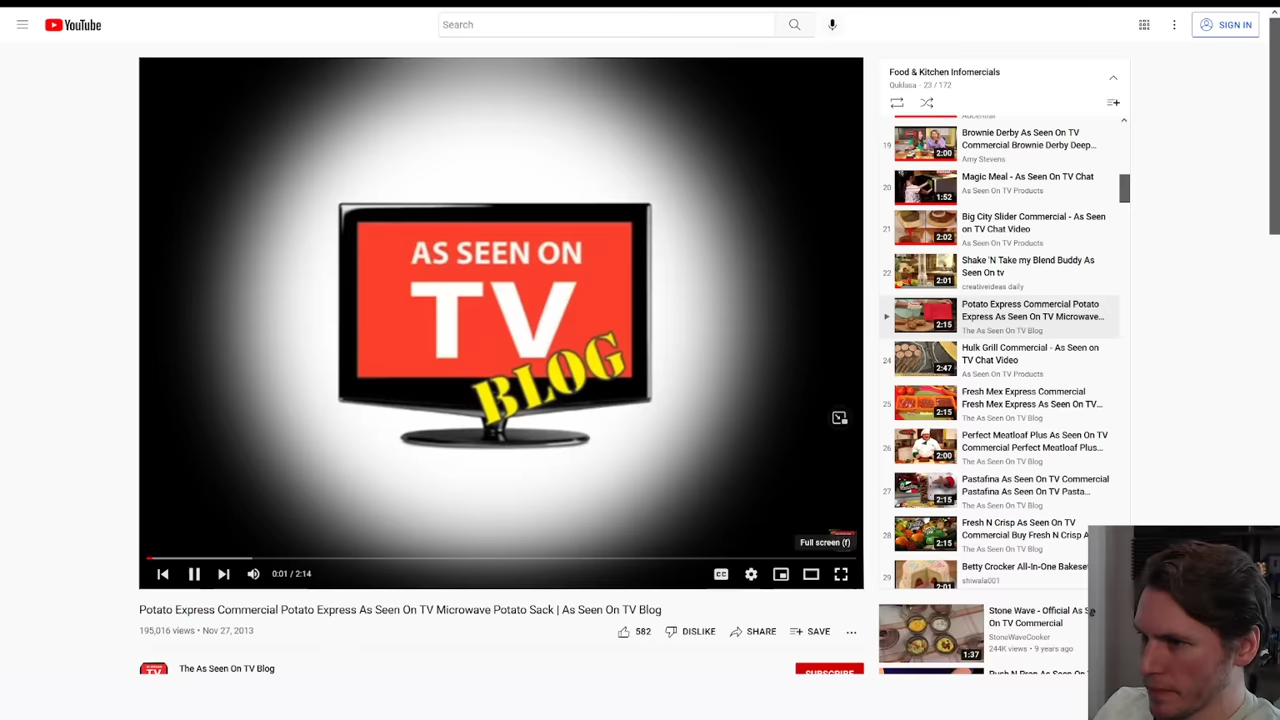 YouTube
Search
SIGN IN
AS SEEN ON
TV
BLOG
Full screen (f)
0:01 / 2:14
Potato Express Commercial Potato Express As Seen On TV Microwave Potato Sack | As Seen On TV Blog
195,016 views • Nov 27, 2013
582
DISLIKE
SHARE
SAVE
The As Seen On TV Blog
SUBSCRIBE
Food & Kitchen Infomercials
Quklasa - 23 / 172
19
2:00
Brownie Derby As Seen On TV
Commercial Brownie Derby Deep...
Amy Stevens
20
1:52
Magic Meal - As Seen On TV Chat
As Seen On TV Products
21
2:02
Big City Slider Commercial - As Seen
on TV Chat Video
As Seen On TV Products
22
2:01
Shake 'N Take my Blend Buddy As
Seen On tv
creativeideas daily
2:15
Potato Express Commercial Potato
Express As Seen On TV Microwave...
The As Seen On TV Blog
24
2:47
Hulk Grill Commercial - As Seen on
TV Chat Video
As Seen On TV Products
25
2:15
Fresh Mex Express Commercial
Fresh Mex Express As Seen On TV...
The As Seen On TV Blog
26
2:00
Perfect Meatloaf Plus As Seen On TV
Commercial Perfect Meatloaf Plus...
The As Seen On TV Blog
27
2:15
Pastafina As Seen On TV Commercial
Pastafina As Seen On TV Pasta...
The As Seen On TV Blog
28
2:15
Fresh N Crisp As Seen On TV
Commercial Buy Fresh N Crisp A
The As Seen On TV Blog
29
2:01
Betty Crocker All-In-One Bakeset
shiwala001
1:37
Stone Wave - Official As Se
On TV Commercial
StoneWaveCooker
244K views • 9 years ago